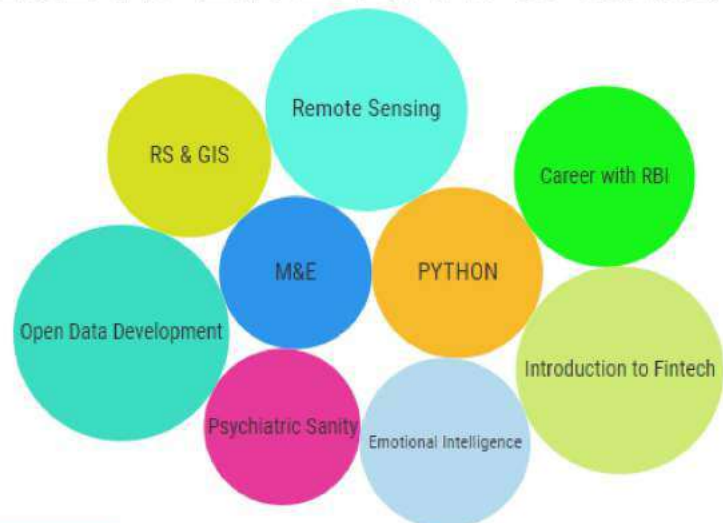 Remote Sensing
RS & GIS
Career with RBI
M&E
PYTHON
Open Data Development
Introduction to Fintech
Psychiatric Sanity
Emotional Intelligence